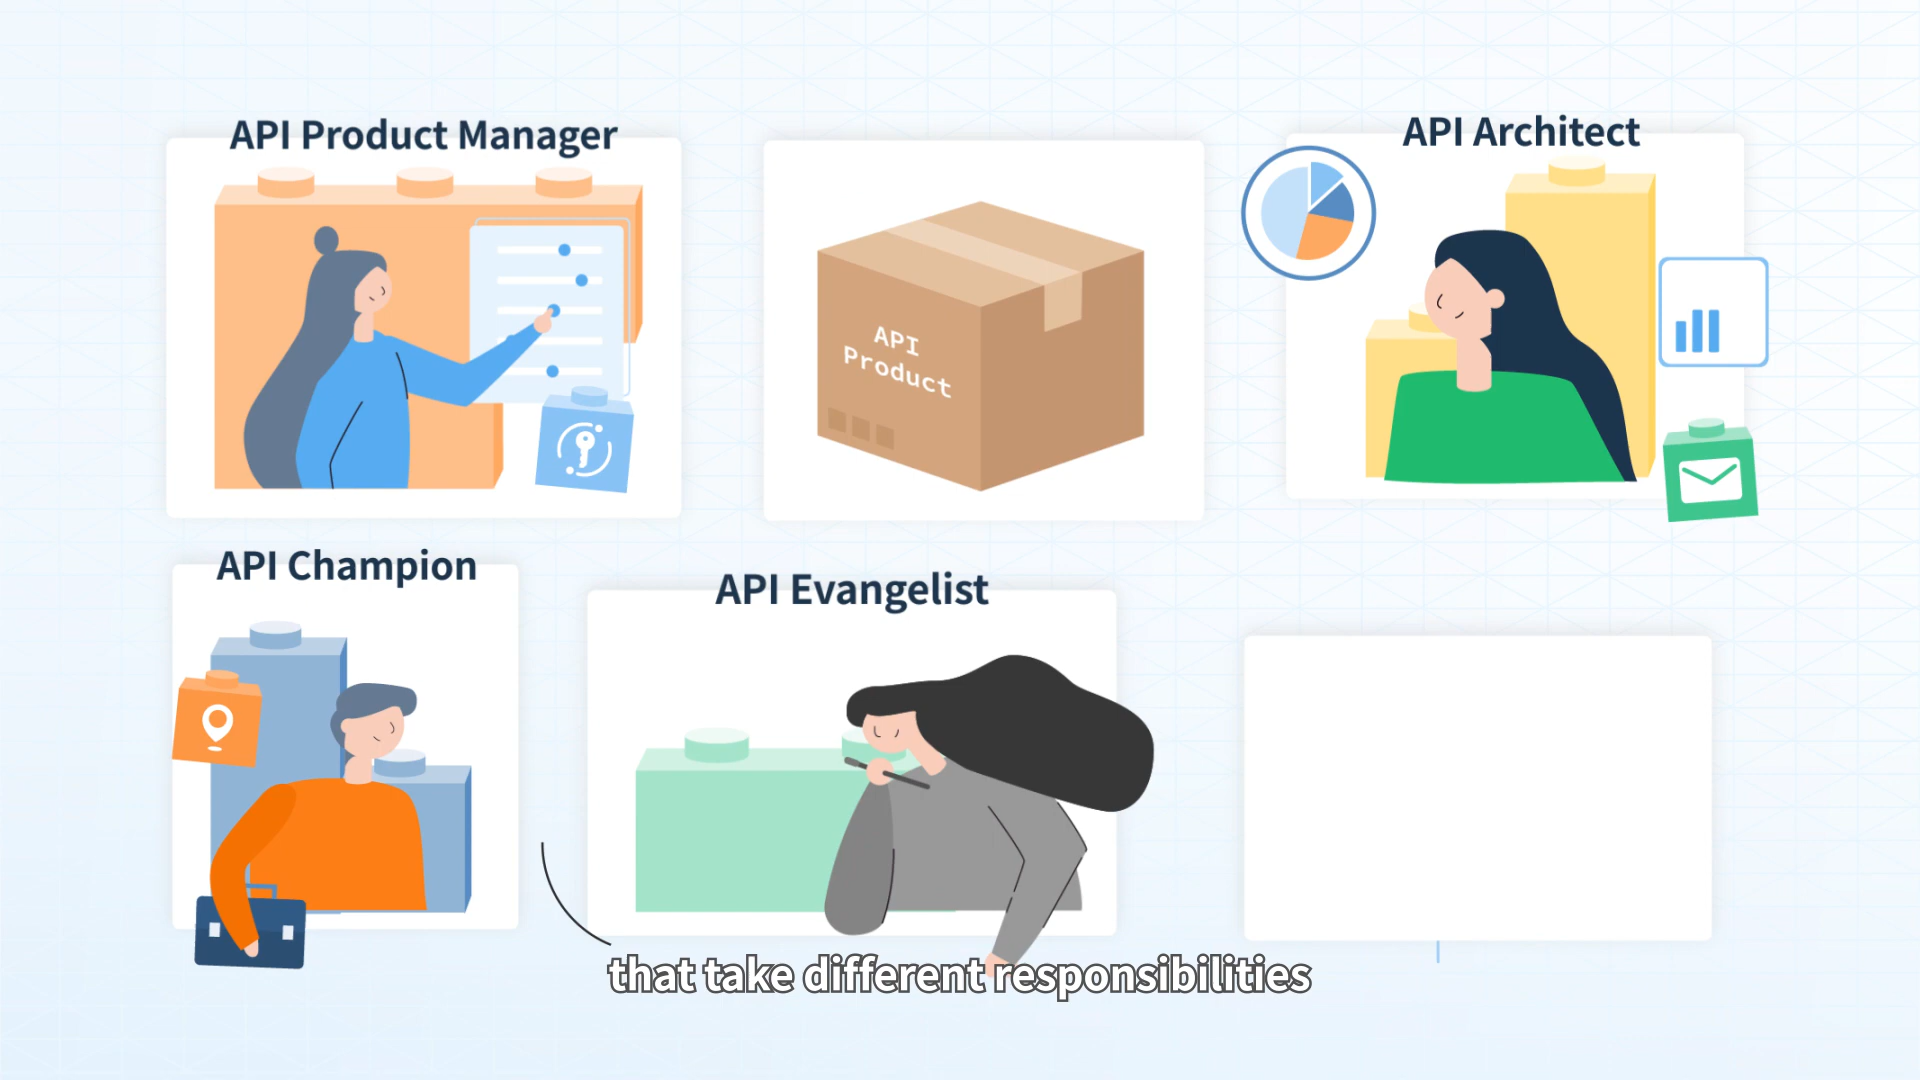 API Product Manager
API Architect
API
Product
API Champion
API Evangelist
that take different responsibilities